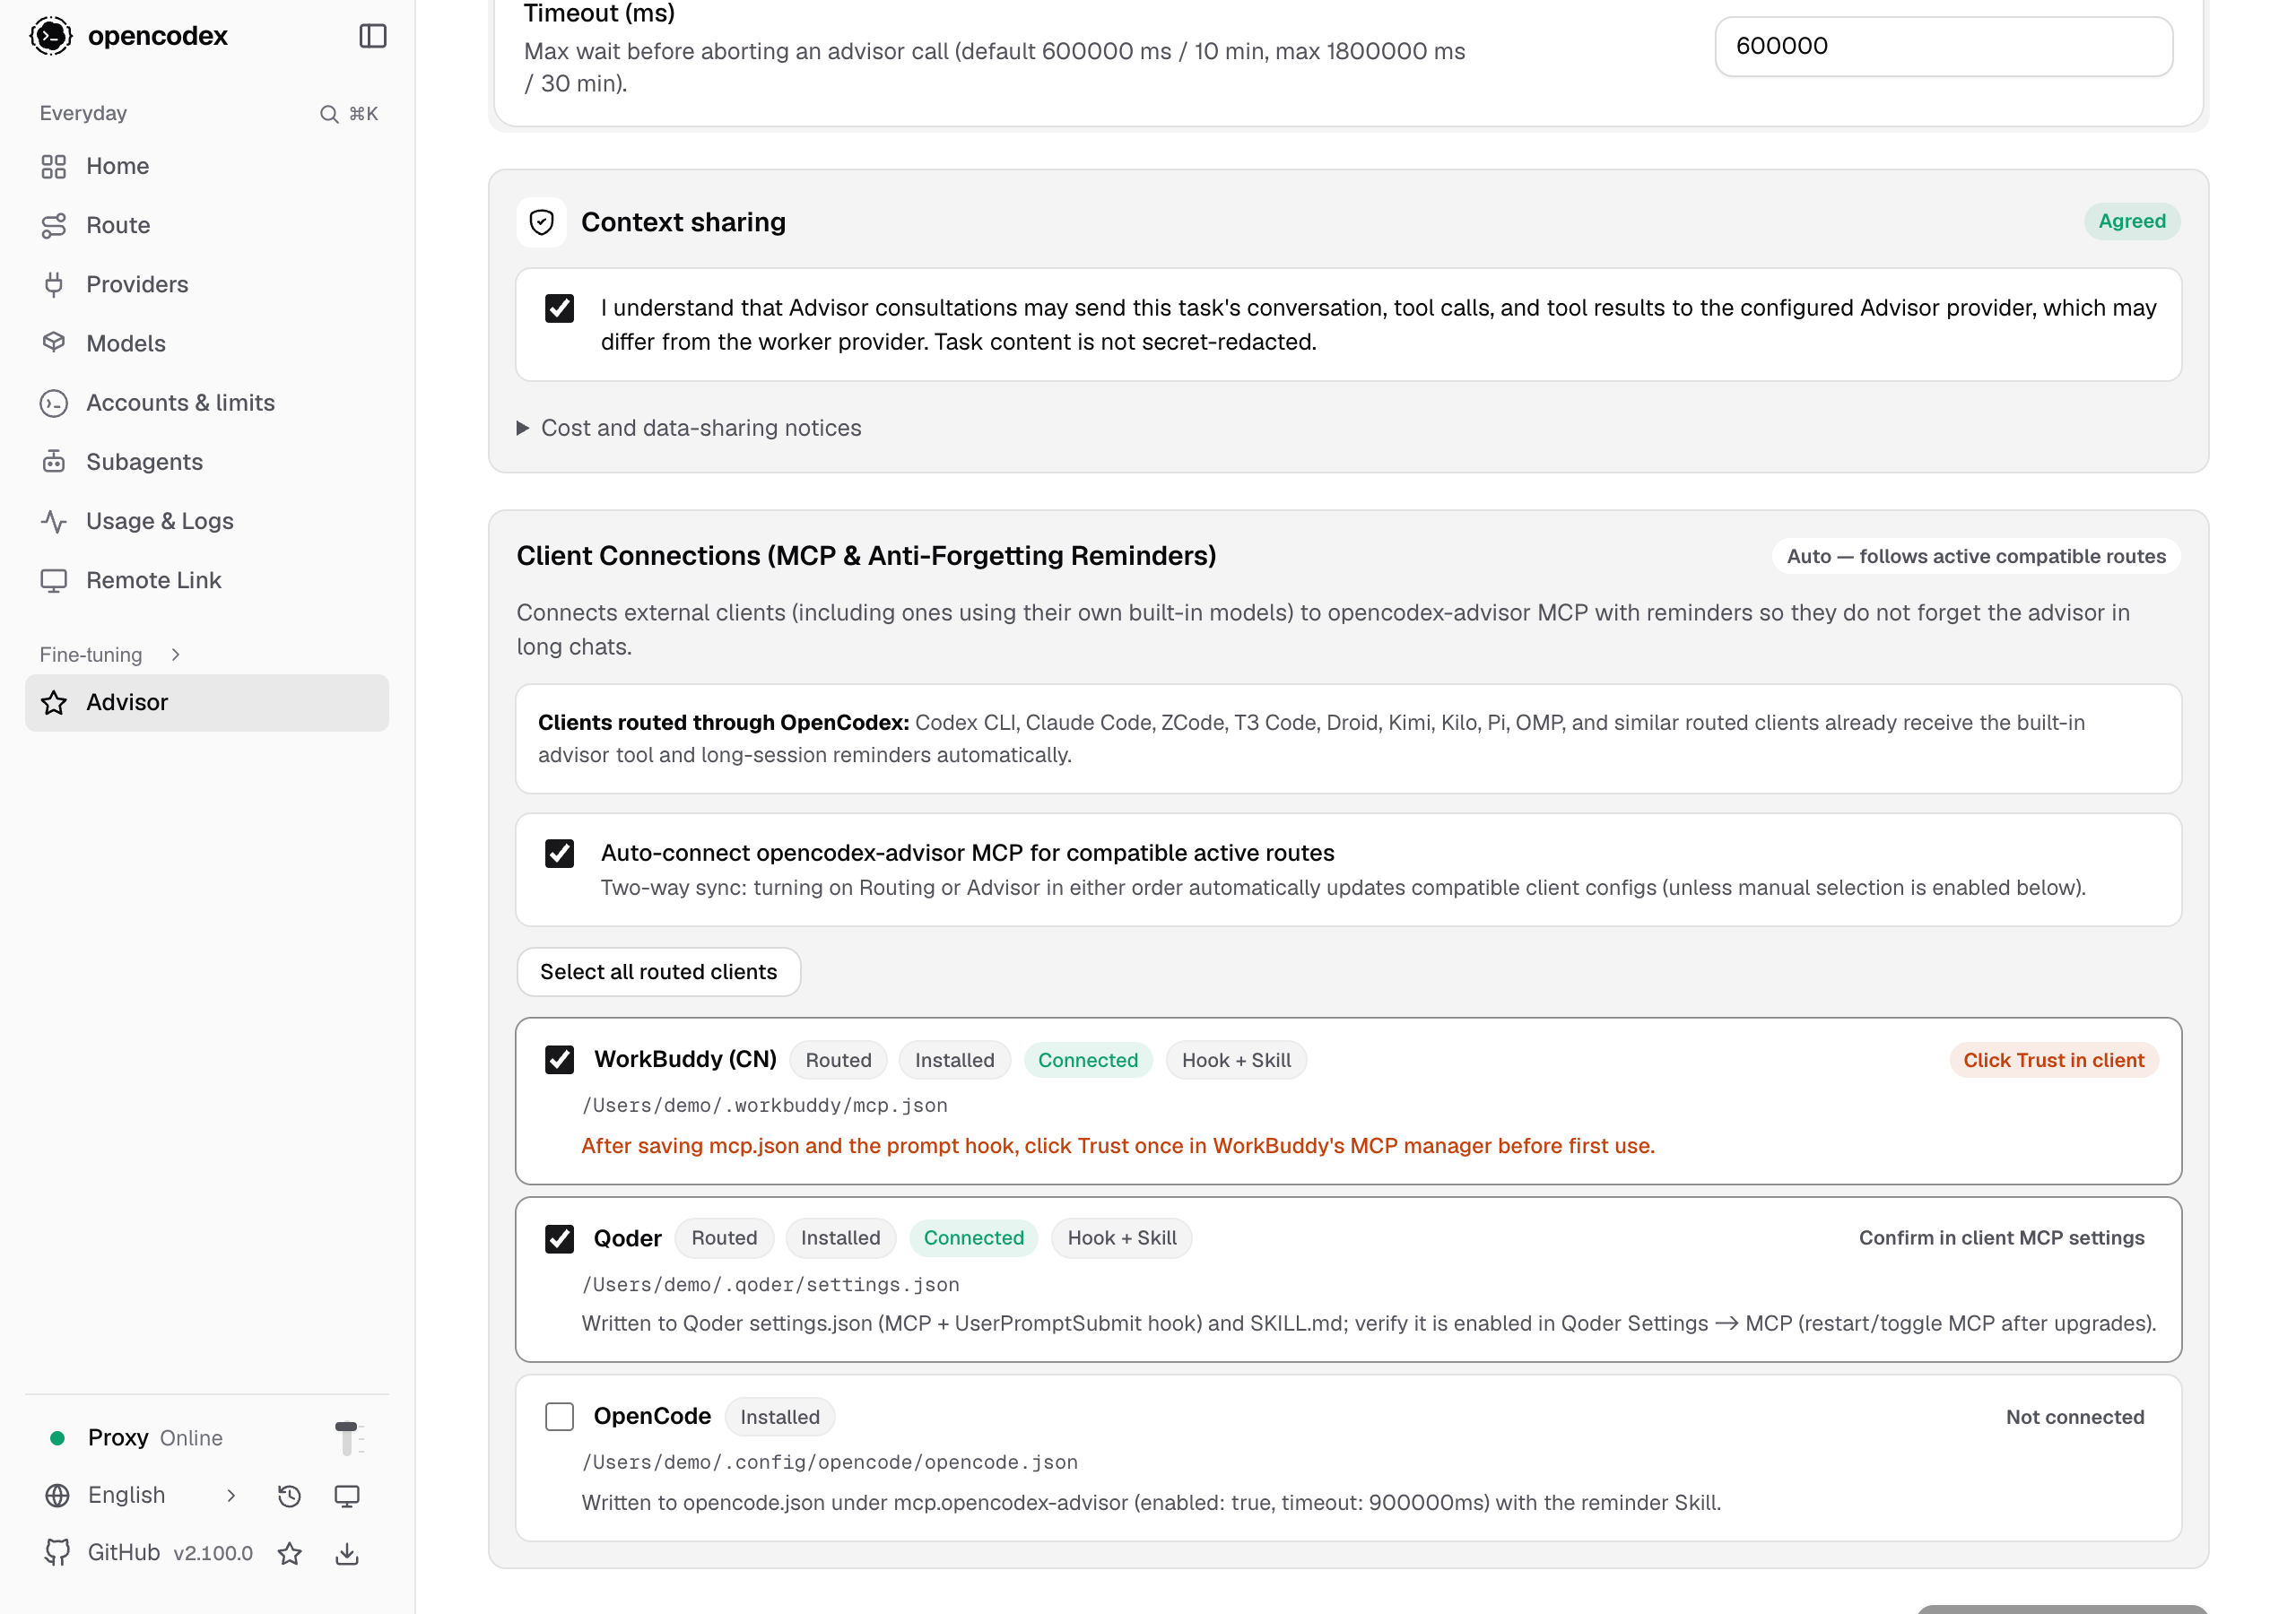 opencodex
Everyday
⌘K
Home
Route
Providers
Models
Accounts & limits
Subagents
Usage & Logs
Remote Link
Fine-tuning
Advisor
Proxy Online
English
GitHub v2.100.0
Timeout (ms)
Max wait before aborting an advisor call (default 600000 ms / 10 min, max 1800000 ms
/ 30 min).
600000
Context sharing
Agreed
I understand that Advisor consultations may send this task's conversation, tool calls, and tool results to the configured Advisor provider, which may
differ from the worker provider. Task content is not secret-redacted.
Cost and data-sharing notices
Client Connections (MCP & Anti-Forgetting Reminders)
Auto — follows active compatible routes
Connects external clients (including ones using their own built-in models) to opencodex-advisor MCP with reminders so they do not forget the advisor in
long chats.
Clients routed through OpenCodex: Codex CLI, Claude Code, ZCode, T3 Code, Droid, Kimi, Kilo, Pi, OMP, and similar routed clients already receive the built-in
advisor tool and long-session reminders automatically.
Auto-connect opencodex-advisor MCP for compatible active routes
Two-way sync: turning on Routing or Advisor in either order automatically updates compatible client configs (unless manual selection is enabled below).
Select all routed clients
WorkBuddy (CN) Routed Installed Connected Hook + Skill Click Trust in client
/Users/demo/.workbuddy/mcp.json
After saving mcp.json and the prompt hook, click Trust once in WorkBuddy's MCP manager before first use.
Qoder Routed Installed Connected Hook + Skill Confirm in client MCP settings
/Users/demo/.qoder/settings.json
Written to Qoder settings.json (MCP + UserPromptSubmit hook) and SKILL.md; verify it is enabled in Qoder Settings → MCP (restart/toggle MCP after upgrades).
OpenCode Installed Not connected
/Users/demo/.config/opencode/opencode.json
Written to opencode.json under mcp.opencodex-advisor (enabled: true, timeout: 900000ms) with the reminder Skill.